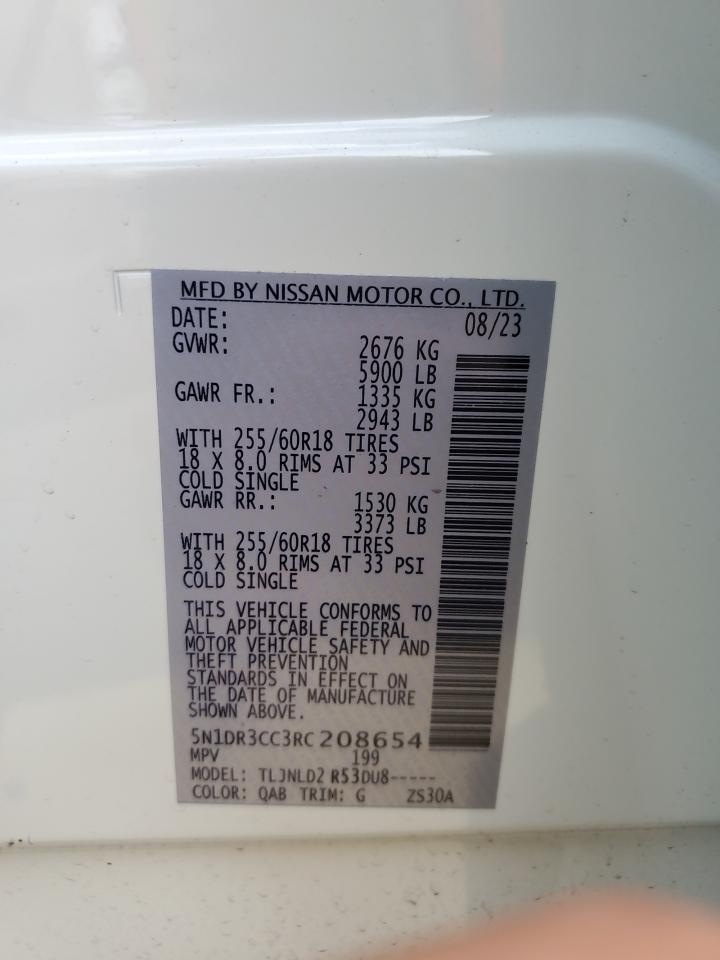 MFD BY NISSAN MOTOR CO., LTD.
DATE: 08/23
GVWR: 2676 KG
5900 LB
GAWR FR.: 1335 KG
2943 LB
WITH 255/60R18 TIRES
18 X 8.0 RIMS AT 33 PSI
COLD SINGLE
GAWR RR.: 1530 KG
3373 LB
WITH 255/60R18 TIRES
18 X 8.0 RIMS AT 33 PSI
COLD SINGLE
THIS VEHICLE CONFORMS TO
ALL APPLICABLE FEDERAL
MOTOR VEHICLE SAFETY AND
THEFT PREVENTION
STANDARDS IN EFFECT ON
THE DATE OF MANUFACTURE
SHOWN ABOVE.
5N1DR3CC3RC208654
MPV 199
MODEL: TLJNLD2 R53DU8-----
COLOR: QAB TRIM: G ZS30A